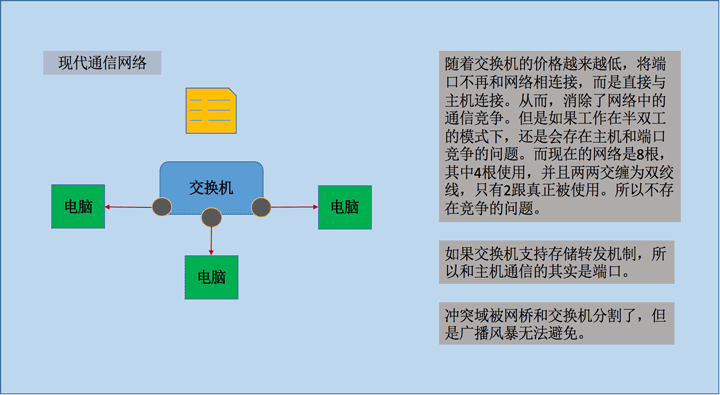 现代通信网络
交换机
电脑
电脑
电脑
随着交换机的价格越来越低，将端
口不再和网络相连接，而是直接与
主机连接。从而，消除了网络中的
通信竞争。但是如果工作在半双工
的模式下，还是会存在主机和端口
竞争的问题。而现在的网络是8根，
其中4根使用，并且两两交缠为双绞
线，只有2跟真正被使用。所以不存
在竞争的问题。
如果交换机支持存储转发机制，所
以和主机通信的其实是端口。
冲突域被网桥和交换机分割了，但
是广播风暴无法避免。